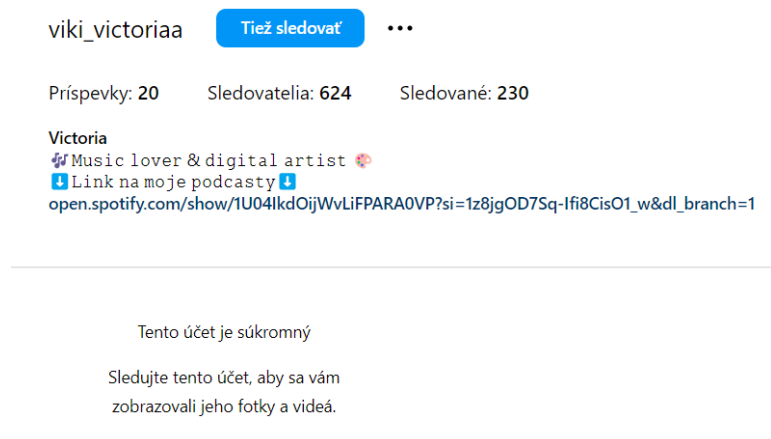 viki_victoriaa Tiež sledovať •••
Príspevky: 20 Sledovatelia: 624 Sledované: 230
Victoria
🎶Music lover & digital artist 🎨
⬇️Link na moje podcasty⬇️
open.spotify.com/show/1U04IkdOijWvLiFPARA0VP?si=1z8jgOD7Sq-Ifi8CisO1_w&dl_branch=1
Tento účet je súkromný
Sledujte tento účet, aby sa vám
zobrazovali jeho fotky a videá.